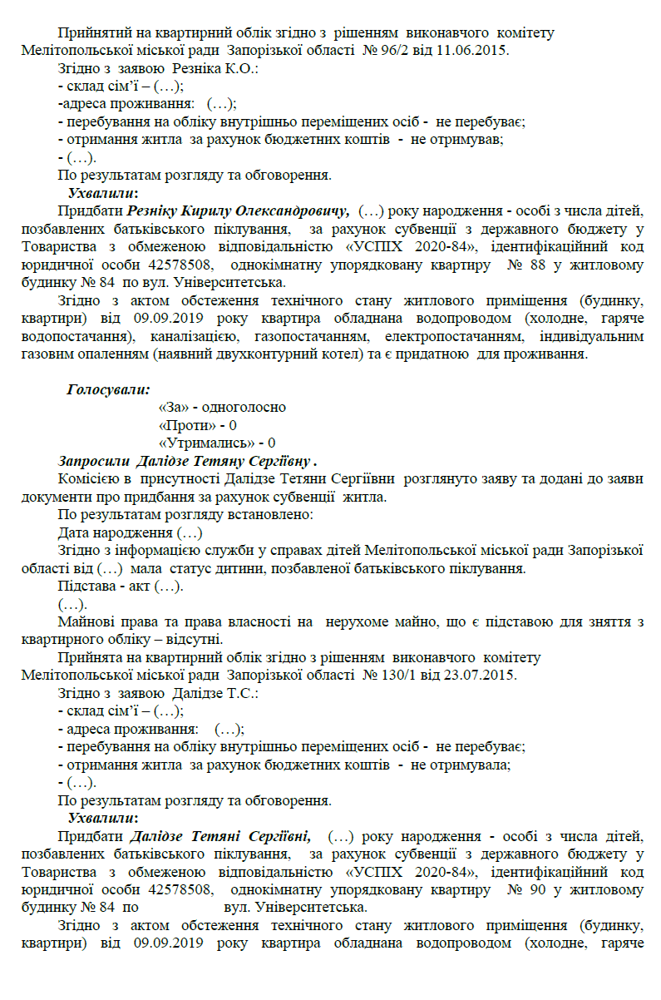 Прийнятий на квартирний облік згідно з рішенням виконавчого комітету
Мелітопольської міської ради Запорізької області № 96/2 від 11.06.2015.
Згідно з заявою Резніка К.О.:
- склад сім’ї – (…);
-адреса проживання: (…);
- перебування на обліку внутрішньо переміщених осіб - не перебуває;
- отримання житла за рахунок бюджетних коштів - не отримував;
- (…).
По результатам розгляду та обговорення.
Ухвалили:
Придбати Резніку Кирилу Олександровичу, (…) року народження - особі з числа дітей,
позбавлених батьківського піклування, за рахунок субвенції з державного бюджету у
Товариства з обмеженою відповідальністю «УСПІХ 2020-84», ідентифікаційний код
юридичної особи 42578508, однокімнатну упорядковану квартиру № 88 у житловому
будинку № 84 по вул. Університетська.
Згідно з актом обстеження технічного стану житлового приміщення (будинку,
квартири) від 09.09.2019 року квартира обладнана водопроводом (холодне, гаряче
водопостачання), каналізацією, газопостачанням, електропостачанням, індивідуальним
газовим опаленням (наявний двухконтурний котел) та є придатною для проживання.
Голосували:
«За» - одноголосно
«Проти» - 0
«Утримались» - 0
Запросили Далідзе Тетяну Сергіївну .
Комісією в присутності Далідзе Тетяни Сергіївни розглянуто заяву та додані до заяви
документи про придбання за рахунок субвенції житла.
По результатам розгляду встановлено:
Дата народження (…)
Згідно з інформацією служби у справах дітей Мелітопольської міської ради Запорізької
області від (…) мала статус дитини, позбавленої батьківського піклування.
Підстава - акт (…).
(…).
Майнові права та права власності на нерухоме майно, що є підставою для зняття з
квартирного обліку – відсутні.
Прийнята на квартирний облік згідно з рішенням виконавчого комітету
Мелітопольської міської ради Запорізької області № 130/1 від 23.07.2015.
Згідно з заявою Далідзе Т.С.:
- склад сім’ї – (…);
- адреса проживання: (…);
- перебування на обліку внутрішньо переміщених осіб - не перебуває;
- отримання житла за рахунок бюджетних коштів - не отримувала;
- (…).
По результатам розгляду та обговорення.
Ухвалили:
Придбати Далідзе Тетяні Сергіївні, (…) року народження - особі з числа дітей,
позбавлених батьківського піклування, за рахунок субвенції з державного бюджету у
Товариства з обмеженою відповідальністю «УСПІХ 2020-84», ідентифікаційний код
юридичної особи 42578508, однокімнатну упорядковану квартиру № 90 у житловому
будинку № 84 по вул. Університетська.
Згідно з актом обстеження технічного стану житлового приміщення (будинку,
квартири) від 09.09.2019 року квартира обладнана водопроводом (холодне, гаряче